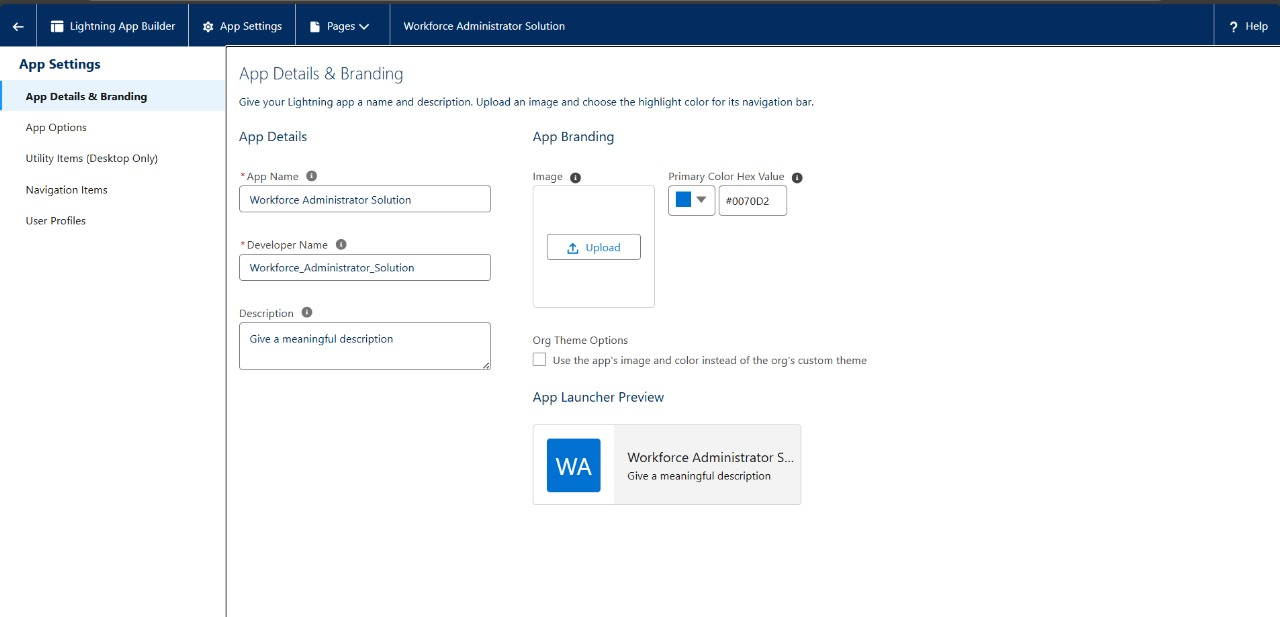 Lightning App Builder App Settings Pages Workforce Administrator Solution ? Help
App Settings
App Details & Branding
App Options
Utility Items (Desktop Only)
Navigation Items
User Profiles
App Details & Branding
Give your Lightning app a name and description. Upload an image and choose the highlight color for its navigation bar.
App Details
* App Name
Workforce Administrator Solution
* Developer Name
Workforce_Administrator_Solution
Description
Give a meaningful description
App Branding
Image
Upload
Primary Color Hex Value
#0070D2
Org Theme Options
Use the app's image and color instead of the org's custom theme
App Launcher Preview
WA
Workforce Administrator S...
Give a meaningful description